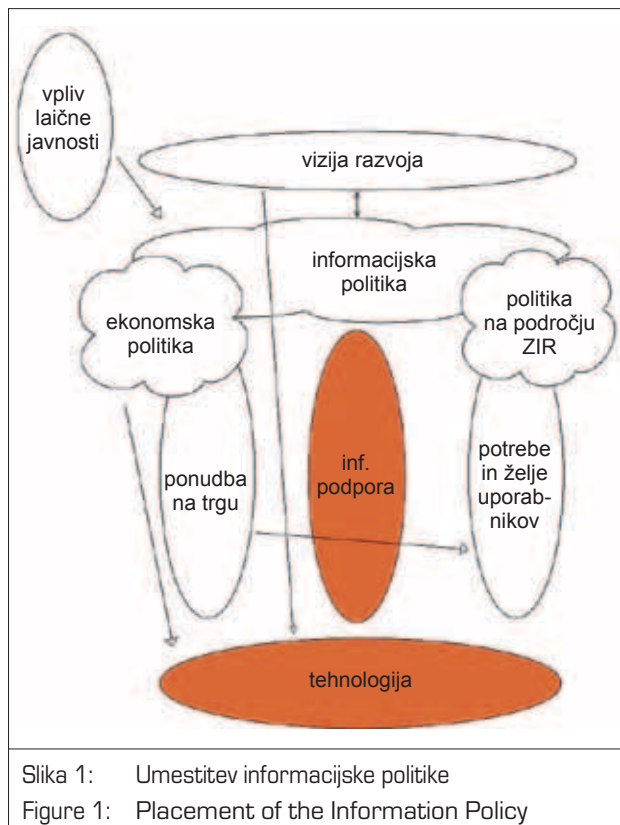 vpliv
laične
javnosti
vizija razvoja
informacijska
politika
ekonomska
politika
politika
na področju
ZIR
ponudba
na trgu
inf.
podpora
potrebe
in želje
uporab-
nikov
tehnologija
Slika 1: Umestitev informacijske politike
Figure 1: Placement of the Information Policy